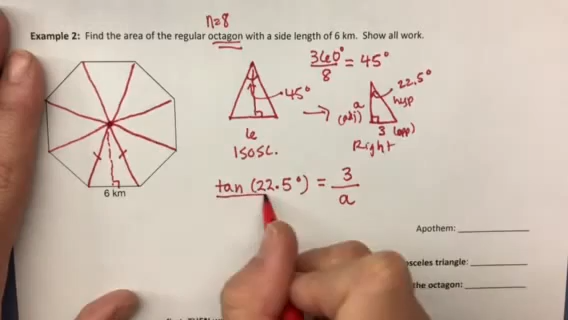 n=8
Example 2: Find the area of the regular octagon with a side length of 6 km. Show all work.
360°/8 = 45°
45°
22.5°
a
(adj)
hyp
3 (opp)
6
Isosc.
Right
6 km
tan (22.5°) = 3/a
Apothem:
sceles triangle:
the octagon: